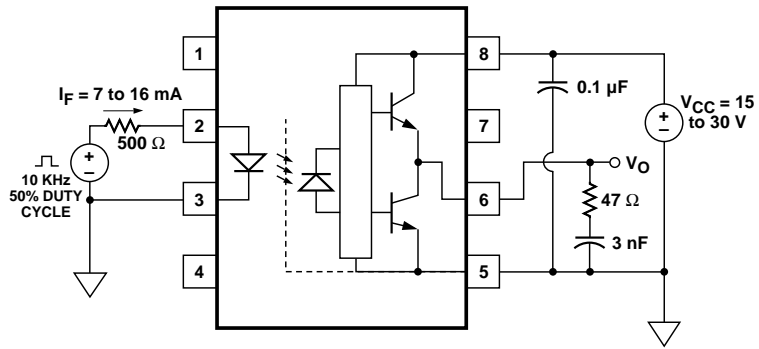 1
8
I_F = 7 to 16 mA
0.1 µF
V_CC = 15
to 30 V
+
–
2
7
500 Ω
+
–
V_O
10 KHz
50% DUTY
CYCLE
3
6
47 Ω
3 nF
4
5